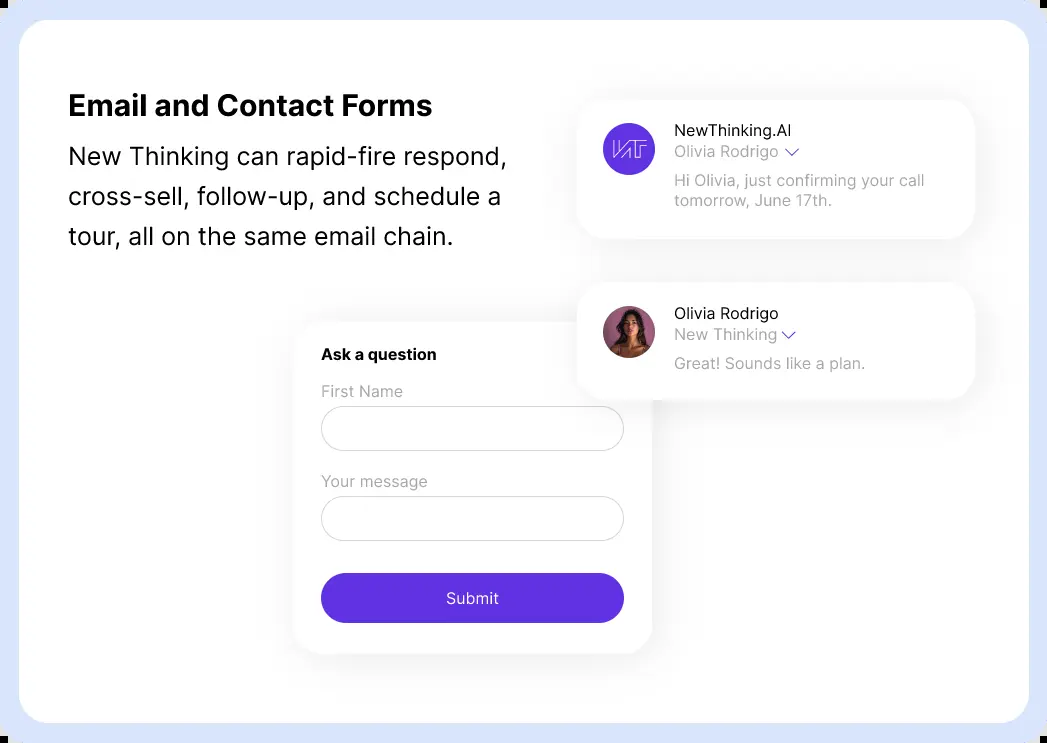 Email and Contact Forms
New Thinking can rapid-fire respond,
cross-sell, follow-up, and schedule a
tour, all on the same email chain.
NewThinking.AI
Olivia Rodrigo
Hi Olivia, just confirming your call
tomorrow, June 17th.
Olivia Rodrigo
New Thinking
Great! Sounds like a plan.
Ask a question
First Name
Your message
Submit